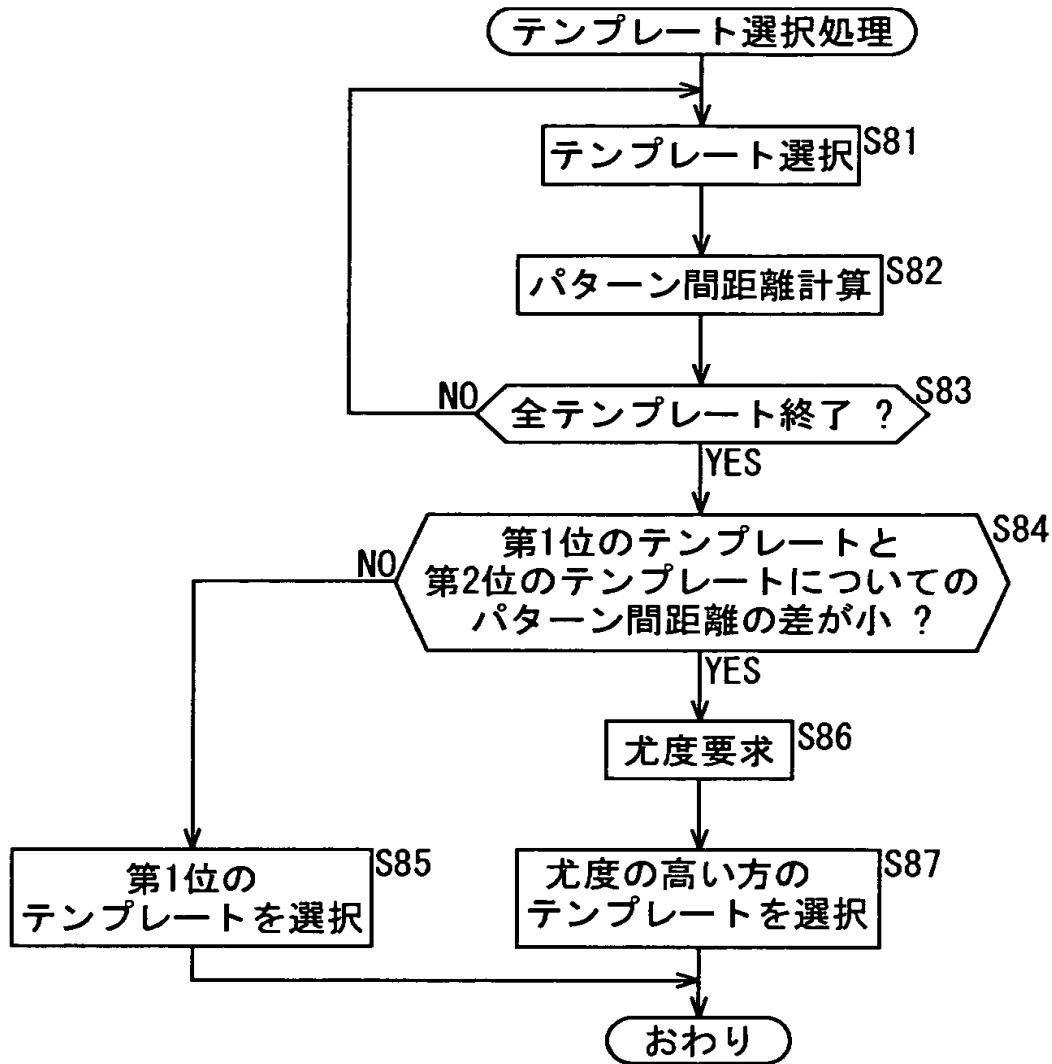 テンプレート選択処理
テンプレート選択
S81
パターン間距離計算
S82
全テンプレート終了 ?
S83
NO
YES
第1位のテンプレートと
第2位のテンプレートについての
パターン間距離の差が小 ?
S84
NO
YES
尤度要求
S86
第1位の
テンプレートを選択
S85
尤度の高い方の
テンプレートを選択
S87
おわり